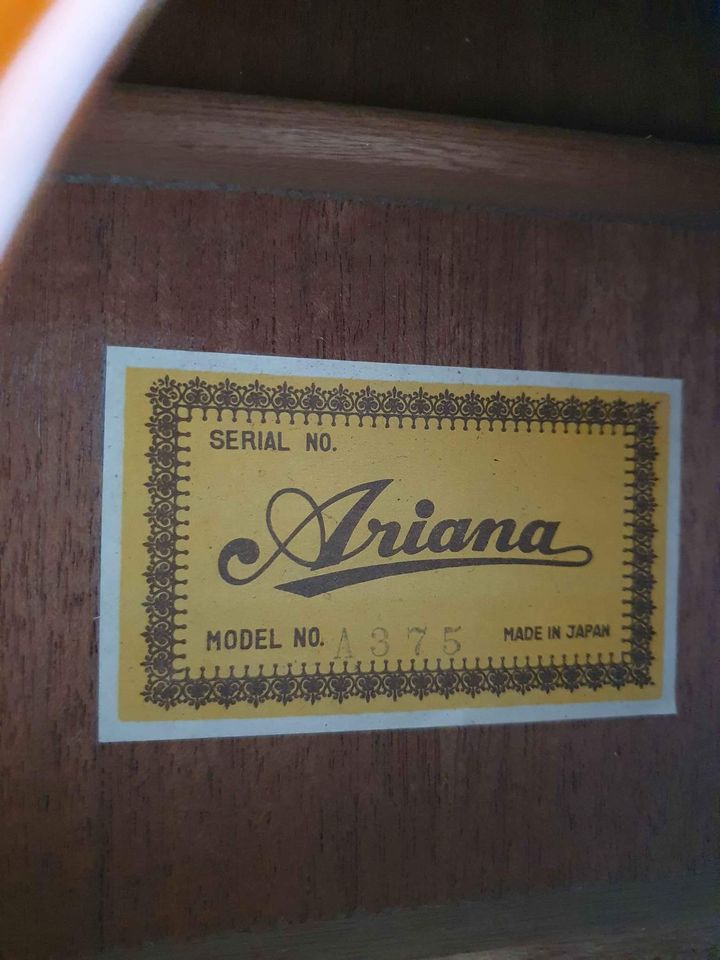 SERIAL NO.
Ariana
MODEL NO. A375 MADE IN JAPAN